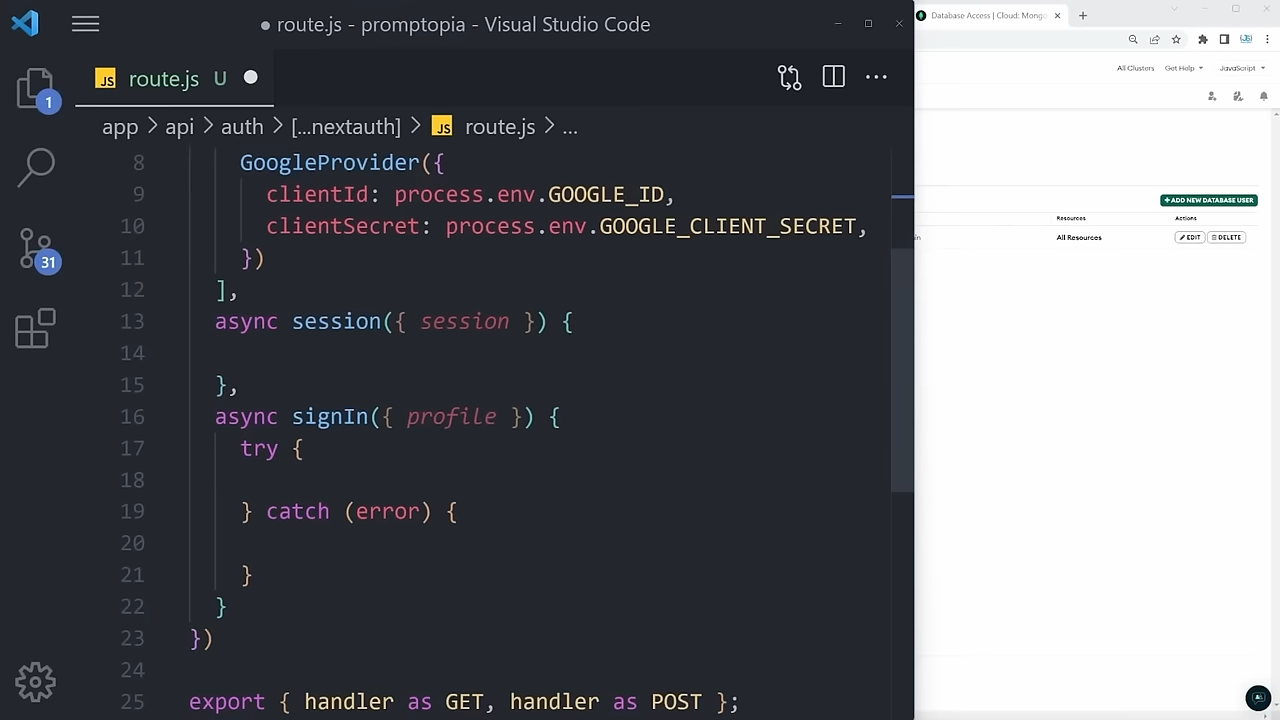 route.js - promptopia - Visual Studio Code
JS route.js U
app > api > auth > [...nextauth] > JS route.js > ...
1
31
8 GoogleProvider({
9 clientId: process.env.GOOGLE_ID,
10 clientSecret: process.env.GOOGLE_CLIENT_SECRET,
11 })
12 ],
13 async session({ session }) {
14
15 },
16 async signIn({ profile }) {
17 try {
18
19 } catch (error) {
20
21 }
22 }
23 })
24
25 export { handler as GET, handler as POST };
Database Access | Cloud: Mong
All Clusters Get Help JavaScript
+ ADD NEW DATABASE USER
Resources Actions
in All Resources EDIT DELETE